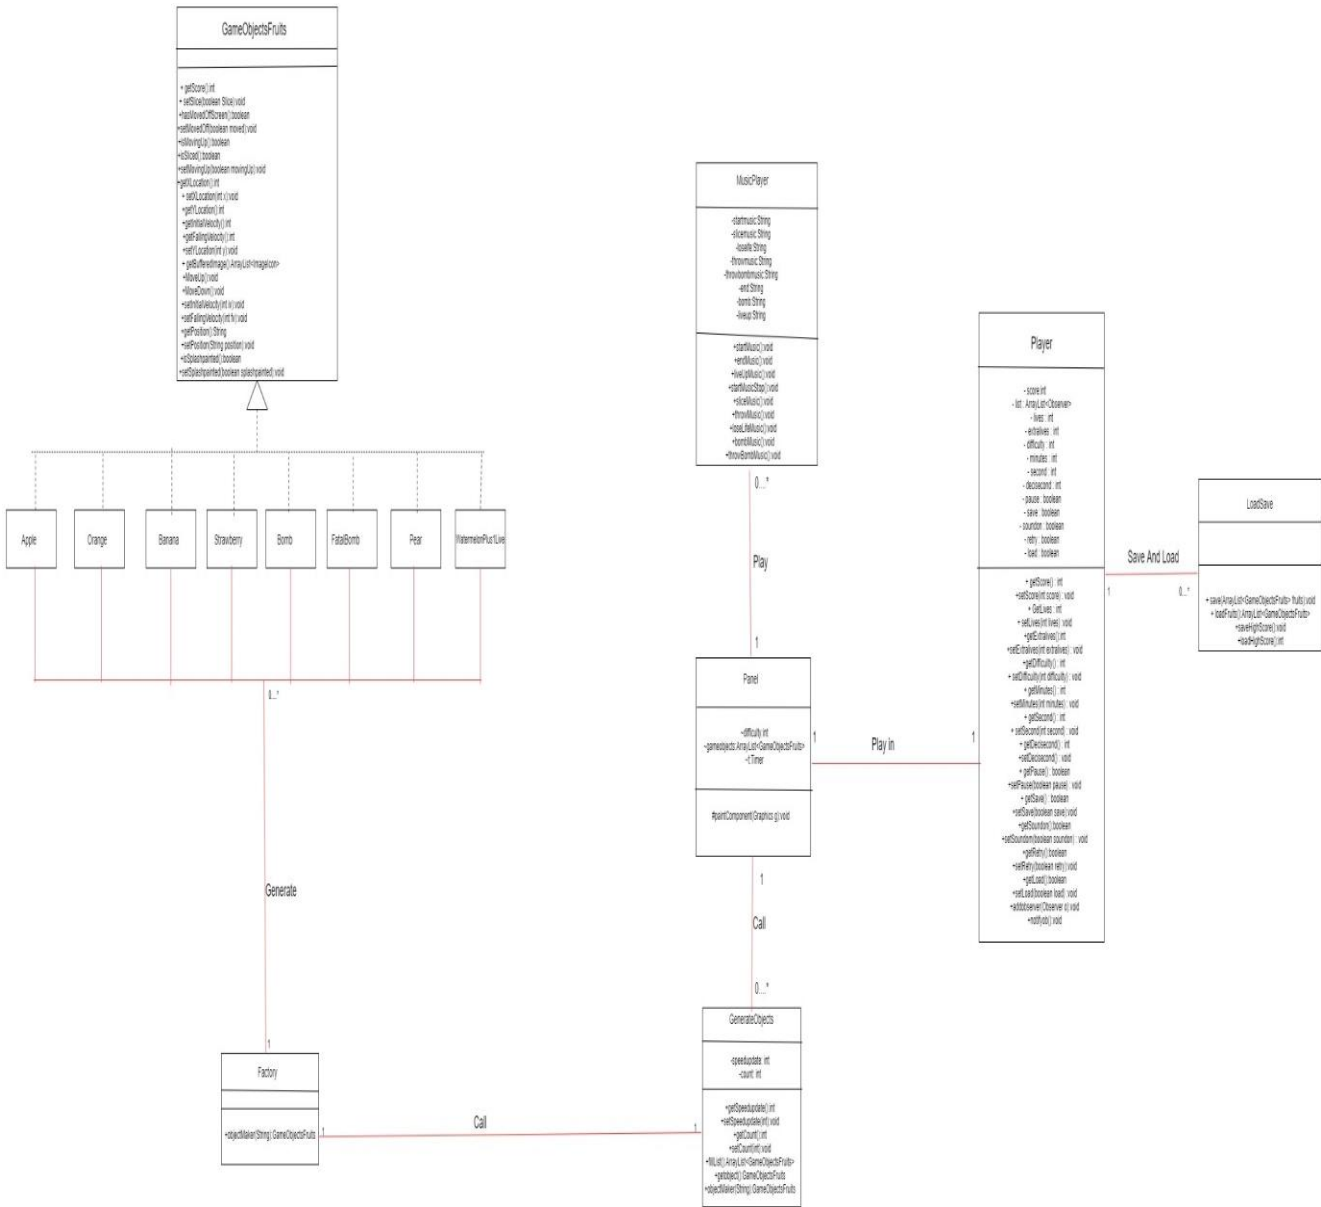 GameObjectsFruits
+ getScore():int
+ setSlice(boolean Slice):void
+hasMovedOffScreen():boolean
+setMovedOff(boolean moved):void
+isMovingUp():boolean
+isSliced():boolean
+setMovingUp(boolean movingUp):void
+getXLocation():int
+ setXLocation(int x):void
+getYLocation():int
+getInitialVelocity():int
+getFallingVelocity():int
+setYLocation(int y):void
+ getBufferedImage():ArrayList<ImageIcon>
+MoveUp():void
+MoveDown():void
+setInitialVelocity(int iv):void
+setFallingVelocity(int fv):void
+getPosition():String
+setPosition(String position):void
+isSplashpainted():boolean
+setSplashpainted(boolean splashpainted):void
Apple
Orange
Banana
Strawberry
Bomb
FatalBomb
Pear
WatermelonPlus1Live
0....*
Generate
1
Factory
+objectMaker(String):GameObjectsFruits
1
Call
1
MusicPlayer
-startmusic:String
-slicemusic:String
-loselife:String
-throwmusic:String
-throwbombmusic:String
-end:String
-bomb:String
-liveup:String
+startMusic():void
+endMusic():void
+liveUpMusic():void
+startMusicStop():void
+sliceMusic():void
+throwMusic():void
+loseLifeMusic():void
+bombMusic():void
+throwBombMusic():void
0....*
Play
1
Panel
~difficulty:int
~gameobjects:ArrayList<GameObjectsFruits>
~t:Timer
#paintComponent(Graphics g):void
1
Play in
1
1
Call
0....*
GenerateObjects
-speedupdate: int
-count: int
+getSpeedupdate():int
+setSpeedupdate(int):void
+getCount():int
+setCount(int):void
+fillList():ArrayList<GameObjectsFruits>
+getobject():GameObjectsFruits
+objectMaker(String):GameObjectsFruits
Player
- score:int
- list : ArrayList<Observer>
- lives : int
- extralives : int
- difficulty : int
- minutes : int
- second : int
- decisecond : int
- pause : boolean
- save : boolean
- soundon : boolean
- retry : boolean
- load : boolean
+ getScore() : int
+setScore(int score) : void
+ GetLives : int
+ setLives(int lives) : void
+getExtralives():int
+setExtralives(int extralives) : void
+getDifficulty() : int
+ setDifficulty(int difficulty) : void
+ getMinutes() : int
+setMinutes(int minutes) : void
+ getSecond() : int
+ setSecond(int second) : void
+ getDecisecond() : int
+setDecisecond() : void
+ getPause() : boolean
+setPause(boolean pause) : void
+ getSave() : boolean
+setSave(boolean save):void
+getSoundon():boolean
+setSoundom(boolean soundon) : void
+getRetry():boolean
+setRetry(boolean retry):void
+getLoad():boolean
+setLoad(boolean load): void
+addobserver(Observer o):void
+notifyob():void
Save And Load
1
0....*
LoadSave
+ save(ArrayList<GameObjectsFruits> fruits):void
+ loadFruits():ArrayList<GameObjectsFruits>
+saveHighScore():void
+loadHighScore():int